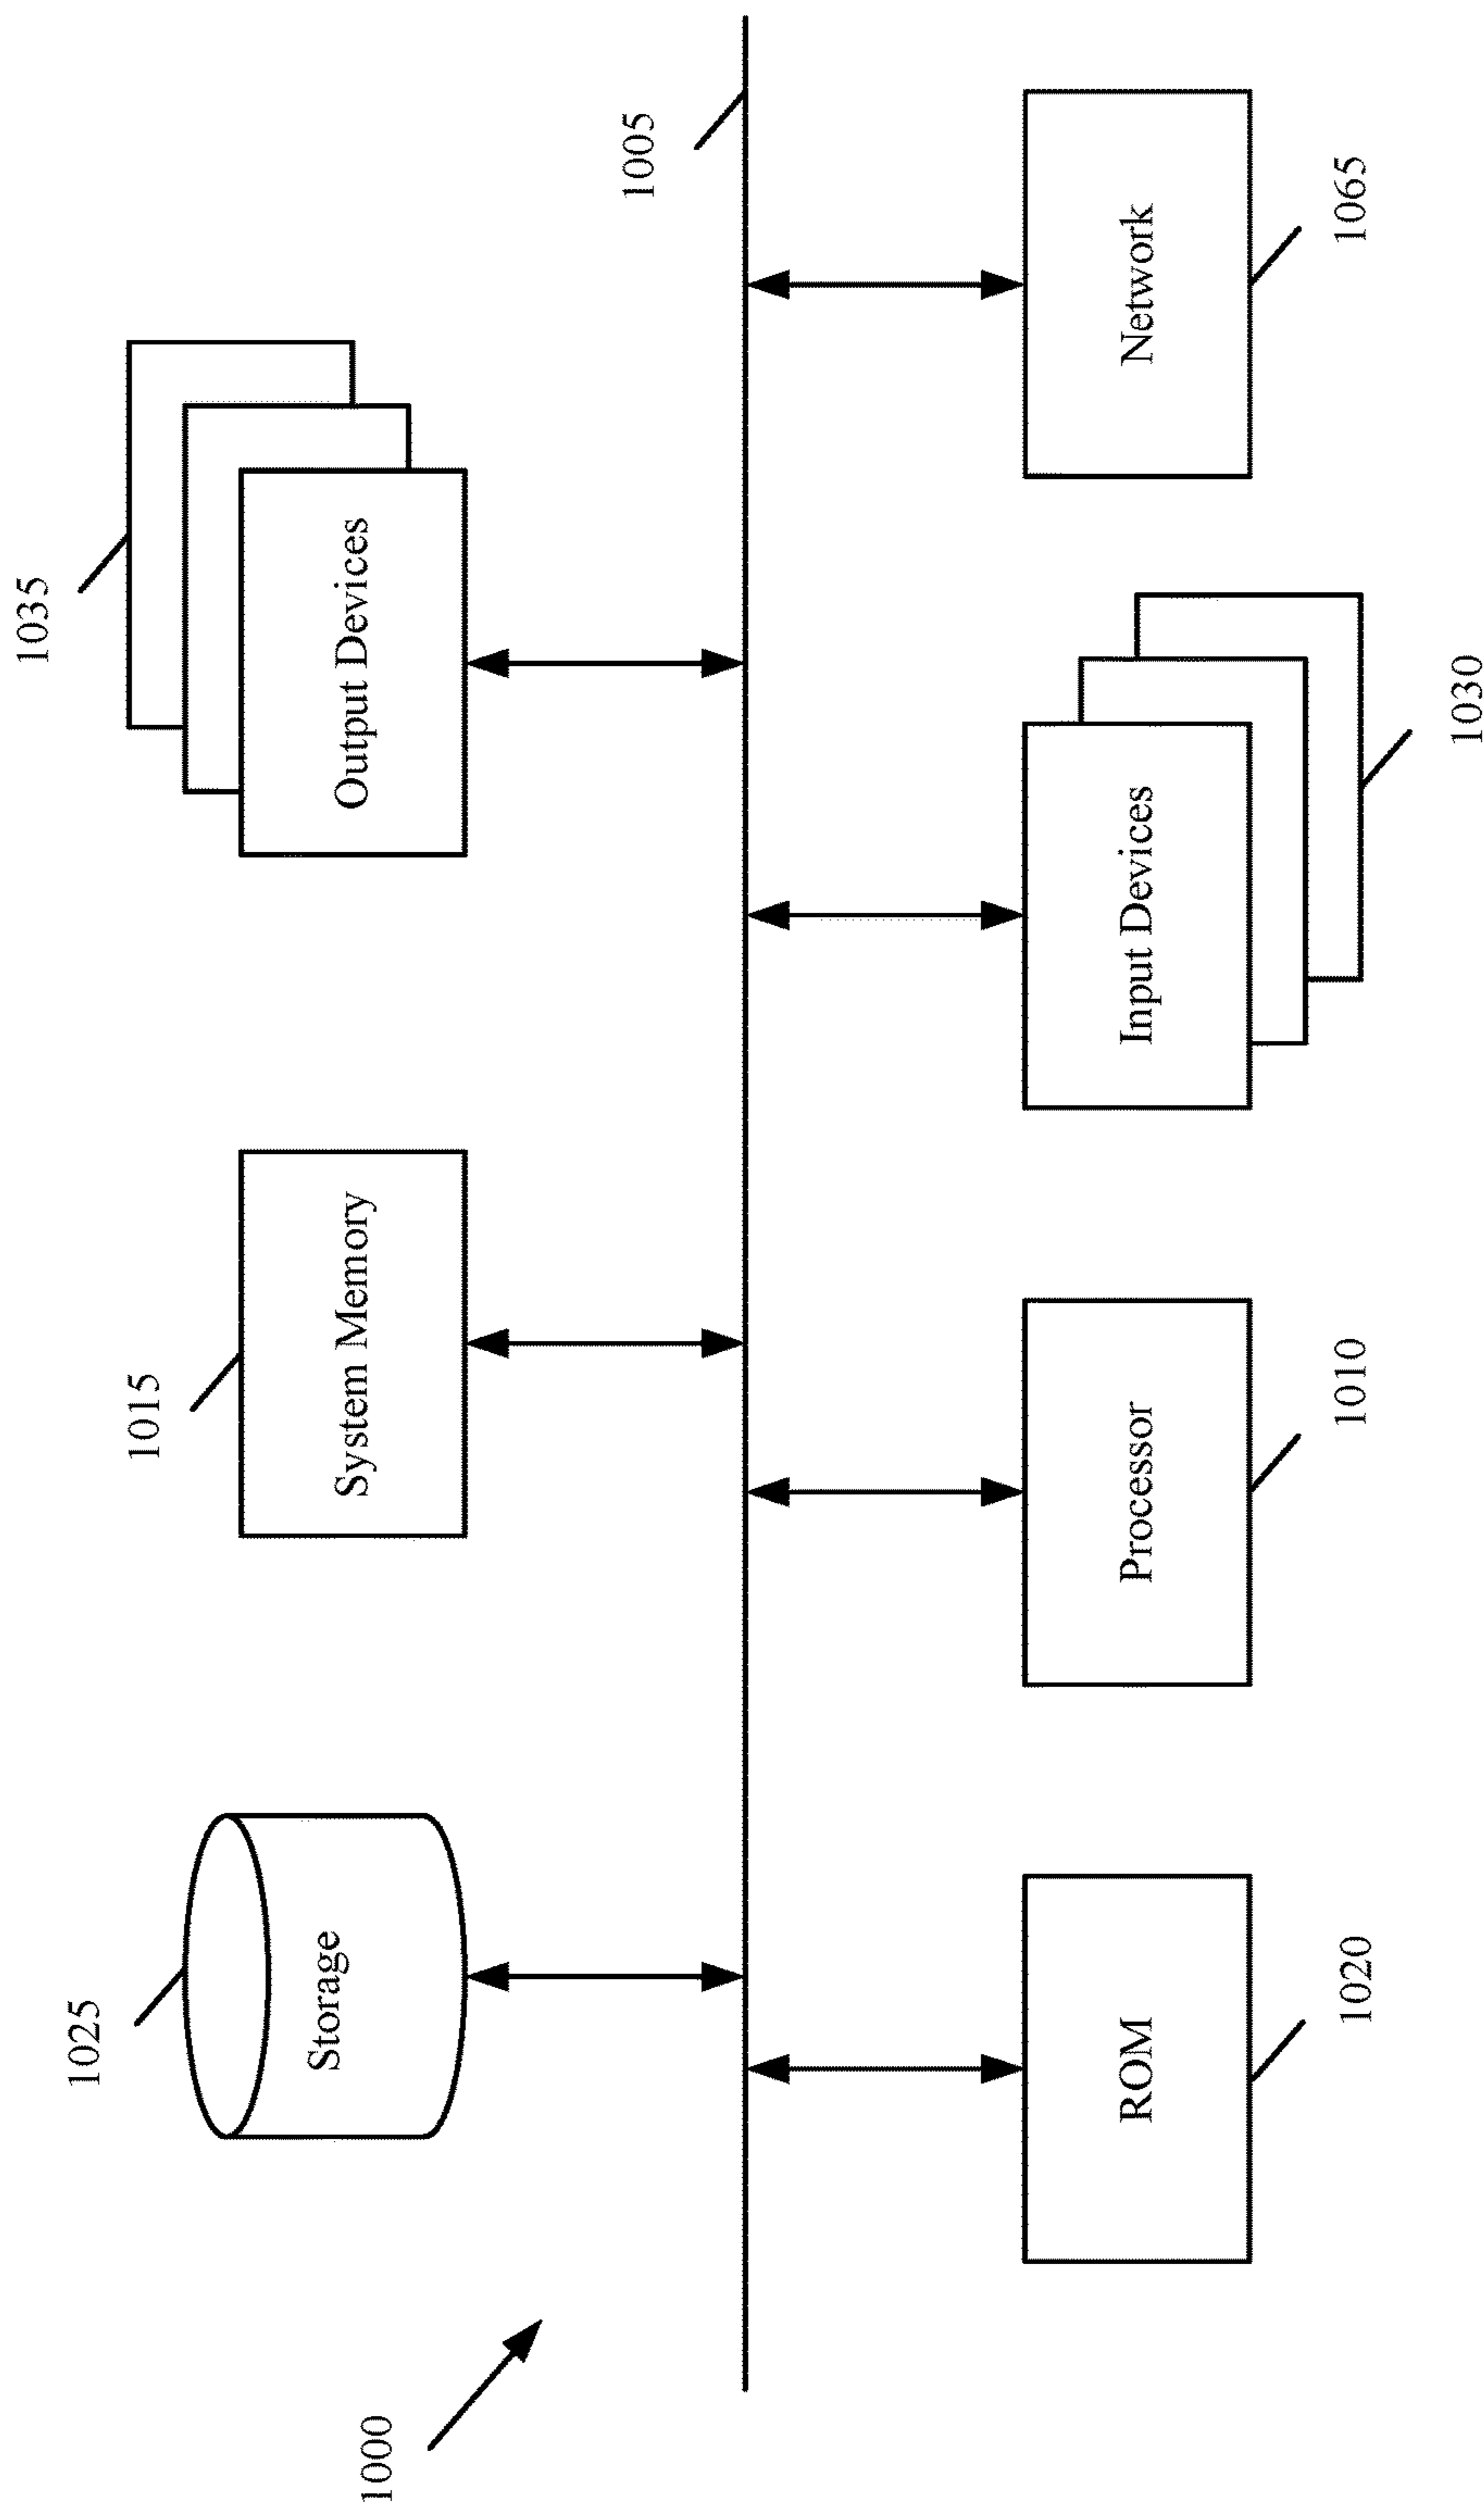 1035
1025
1015
Output Devices
Storage
System Memory
1000
1005
ROM
Processor
Input Devices
Network
1020
1010
1065
1030